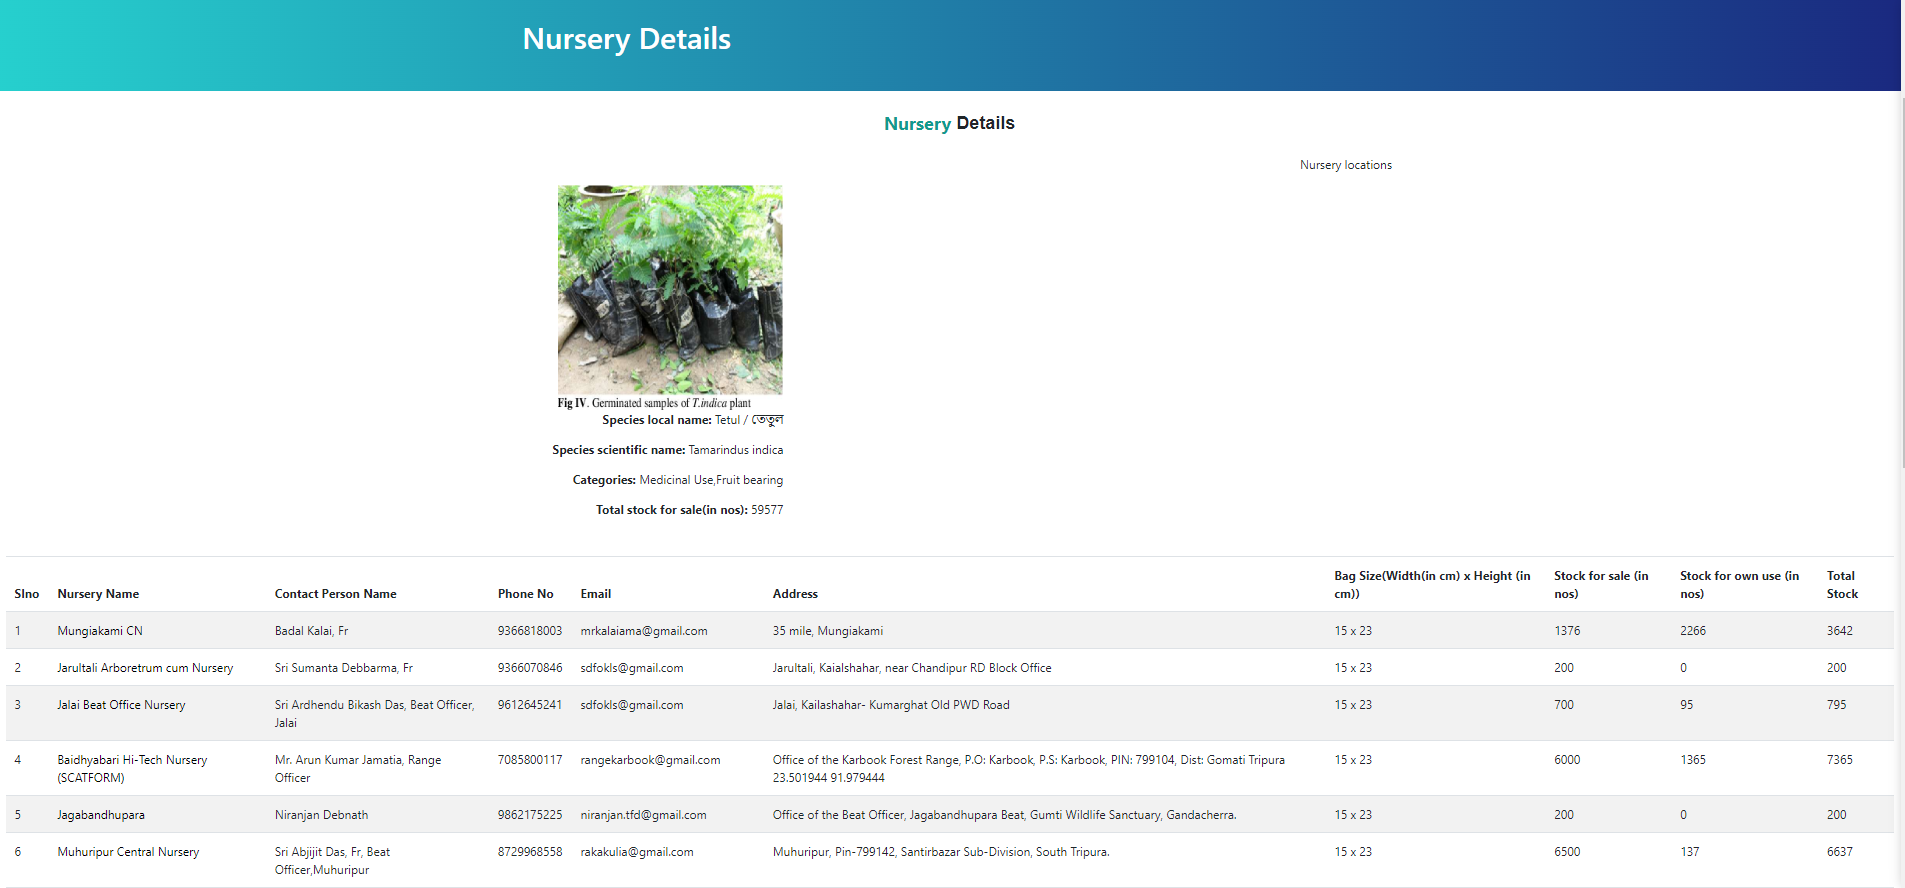 Nursery Details
Nursery Details
Nursery locations
Fig IV. Germinated samples of T.indica plant
Species local name: Tetul / তেতুল
Species scientific name: Tamarindus indica
Categories: Medicinal Use,Fruit bearing
Total stock for sale(in nos): 59577
Slno Nursery Name Contact Person Name Phone No Email Address Bag Size(Width(in cm) x Height (in cm)) Stock for sale (in nos) Stock for own use (in nos) Total Stock
1 Mungiakami CN Badal Kalai, Fr 9366818003 mrkalaiama@gmail.com 35 mile, Mungiakami 15 x 23 1376 2266 3642
2 Jarultali Arboretrum cum Nursery Sri Sumanta Debbarma, Fr 9366070846 sdfokls@gmail.com Jarultali, Kaialshahar, near Chandipur RD Block Office 15 x 23 200 0 200
3 Jalai Beat Office Nursery Sri Ardhendu Bikash Das, Beat Officer, Jalai 9612645241 sdfokls@gmail.com Jalai, Kailashahar- Kumarghat Old PWD Road 15 x 23 700 95 795
4 Baidhyabari Hi-Tech Nursery (SCATFORM) Mr. Arun Kumar Jamatia, Range Officer 7085800117 rangekarbook@gmail.com Office of the Karbook Forest Range, P.O: Karbook, P.S: Karbook, PIN: 799104, Dist: Gomati Tripura 23.501944 91.979444 15 x 23 6000 1365 7365
5 Jagabandhupara Niranjan Debnath 9862175225 niranjan.tfd@gmail.com Office of the Beat Officer, Jagabandhupara Beat, Gumti Wildlife Sanctuary, Gandacherra. 15 x 23 200 0 200
6 Muhuripur Central Nursery Sri Abjijit Das, Fr, Beat Officer,Muhuripur 8729968558 rakakulia@gmail.com Muhuripur, Pin-799142, Santirbazar Sub-Division, South Tripura. 15 x 23 6500 137 6637